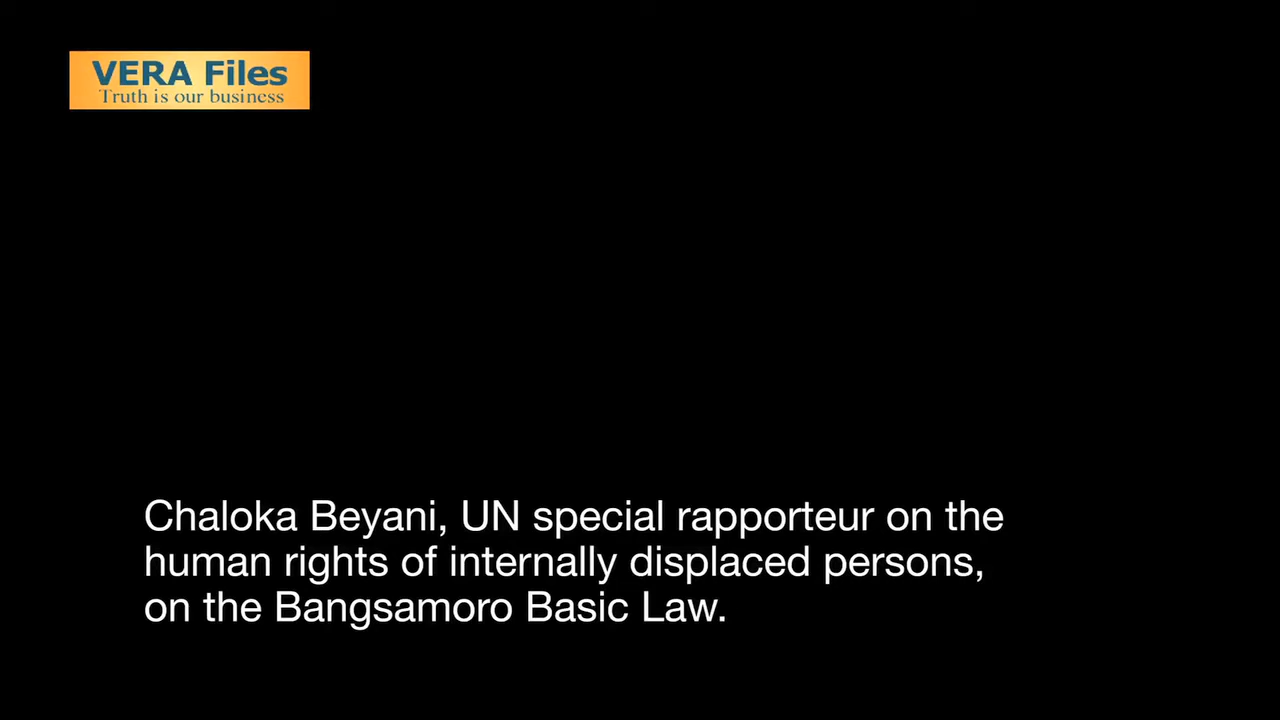 VERA Files
Truth is our business
Chaloka Beyani, UN special rapporteur on the
human rights of internally displaced persons,
on the Bangsamoro Basic Law.